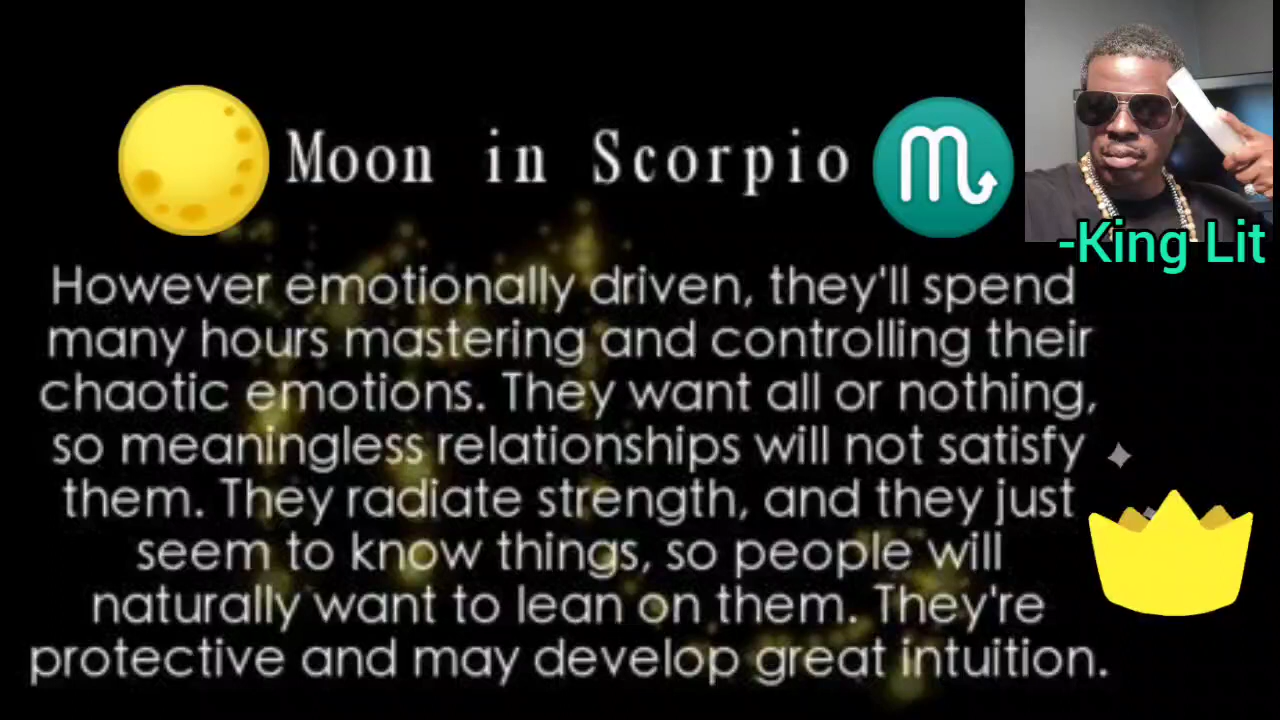 Moon in Scorpio
-King Lit
However emotionally driven, they'll spend
many hours mastering and controlling their
chaotic emotions. They want all or nothing,
so meaningless relationships will not satisfy
them. They radiate strength, and they just
seem to know things, so people will
naturally want to lean on them. They're
protective and may develop great intuition.